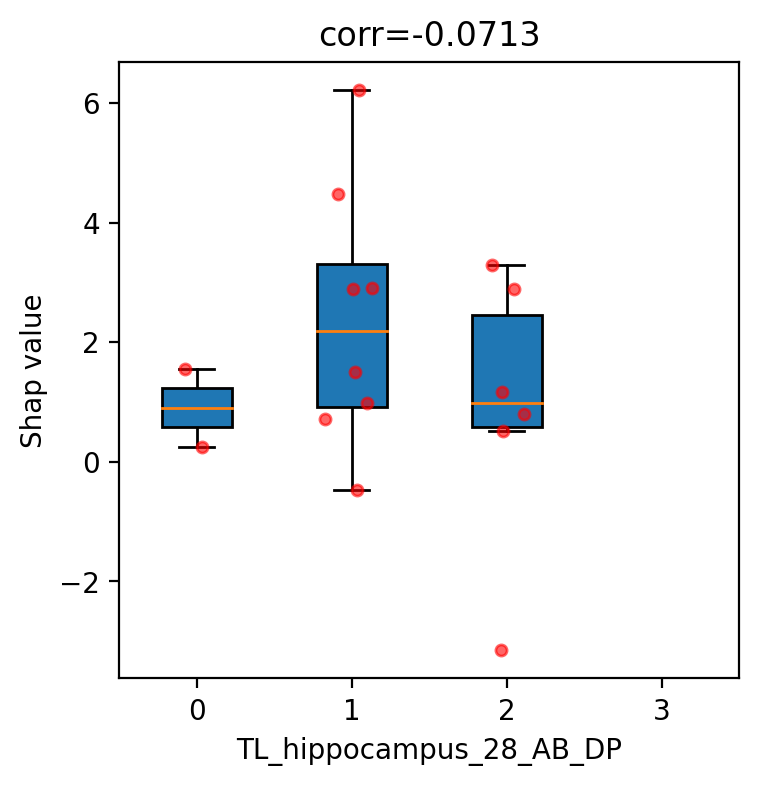 corr=-0.0713
6
4
2
0
−2
Shap value
0 1 2 3
TL_hippocampus_28_AB_DP